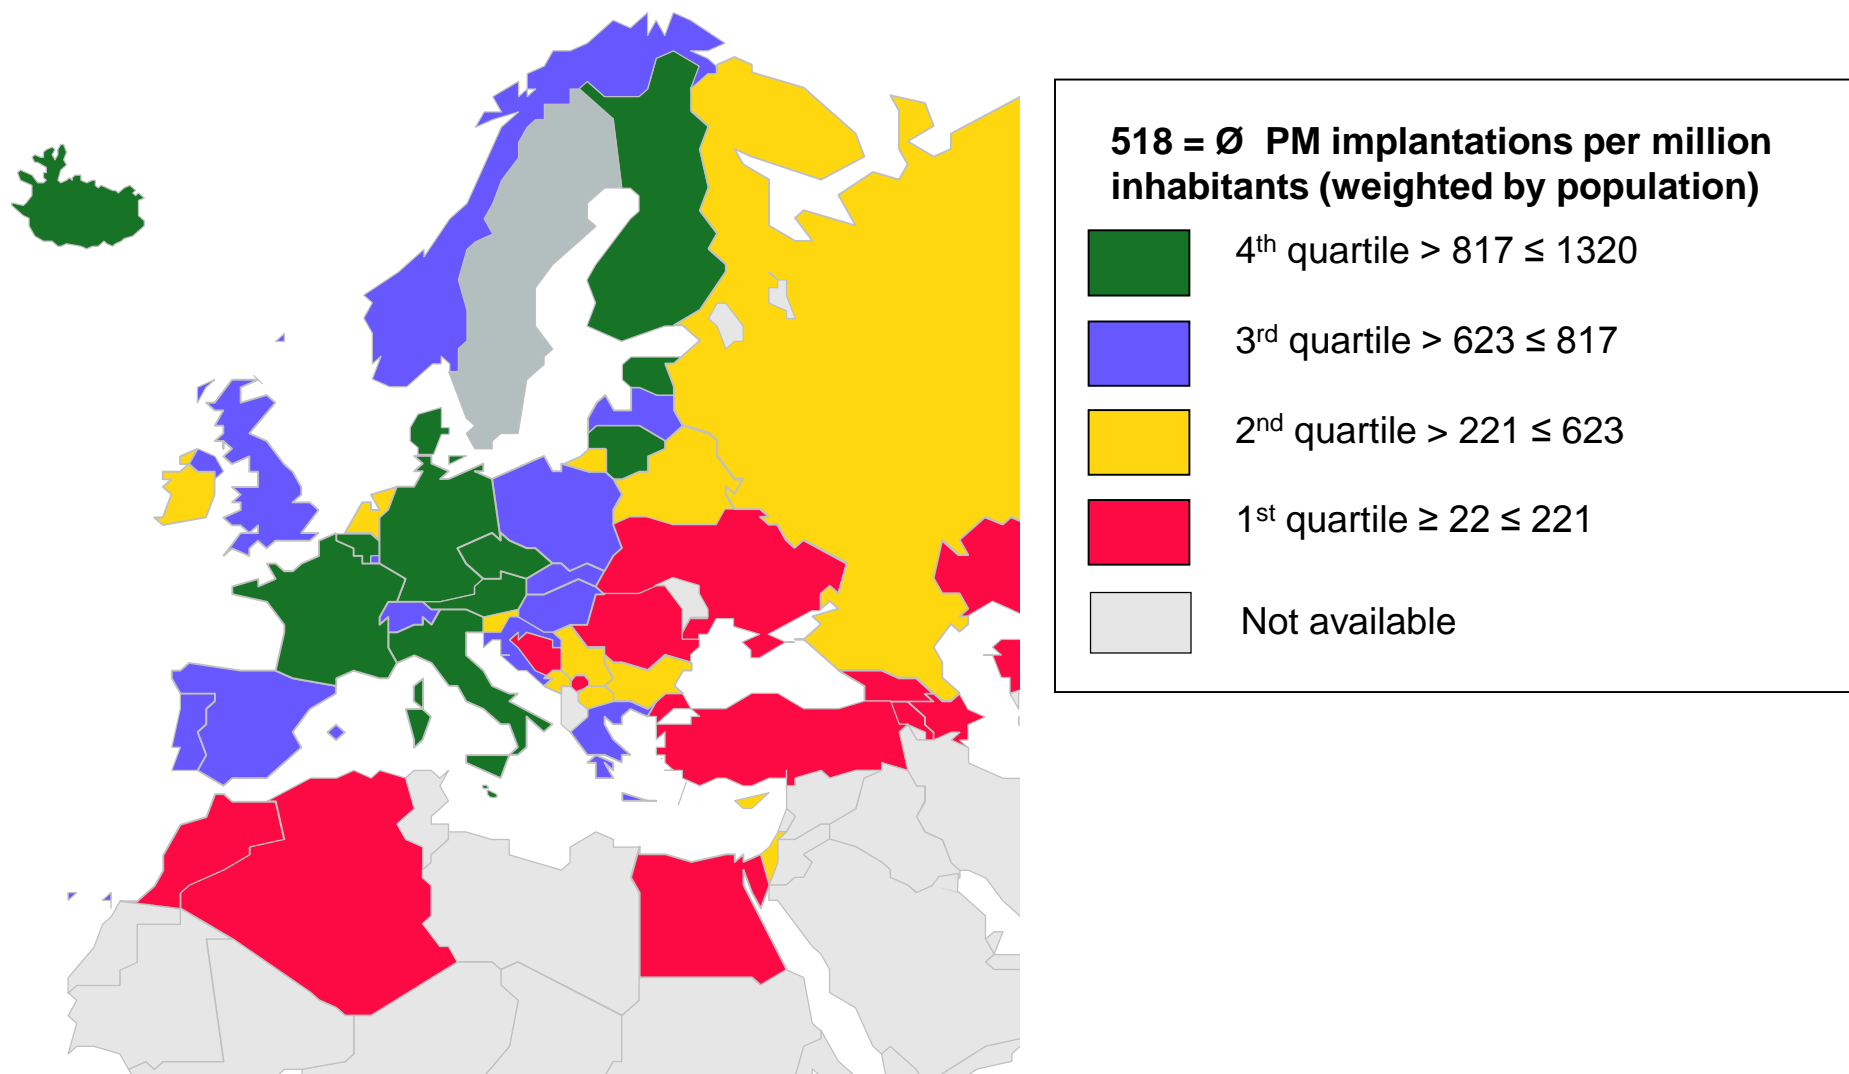 518 = Ø PM implantations per million
inhabitants (weighted by population)
4th quartile > 817 ≤ 1320
3rd quartile > 623 ≤ 817
2nd quartile > 221 ≤ 623
1st quartile ≥ 22 ≤ 221
Not available